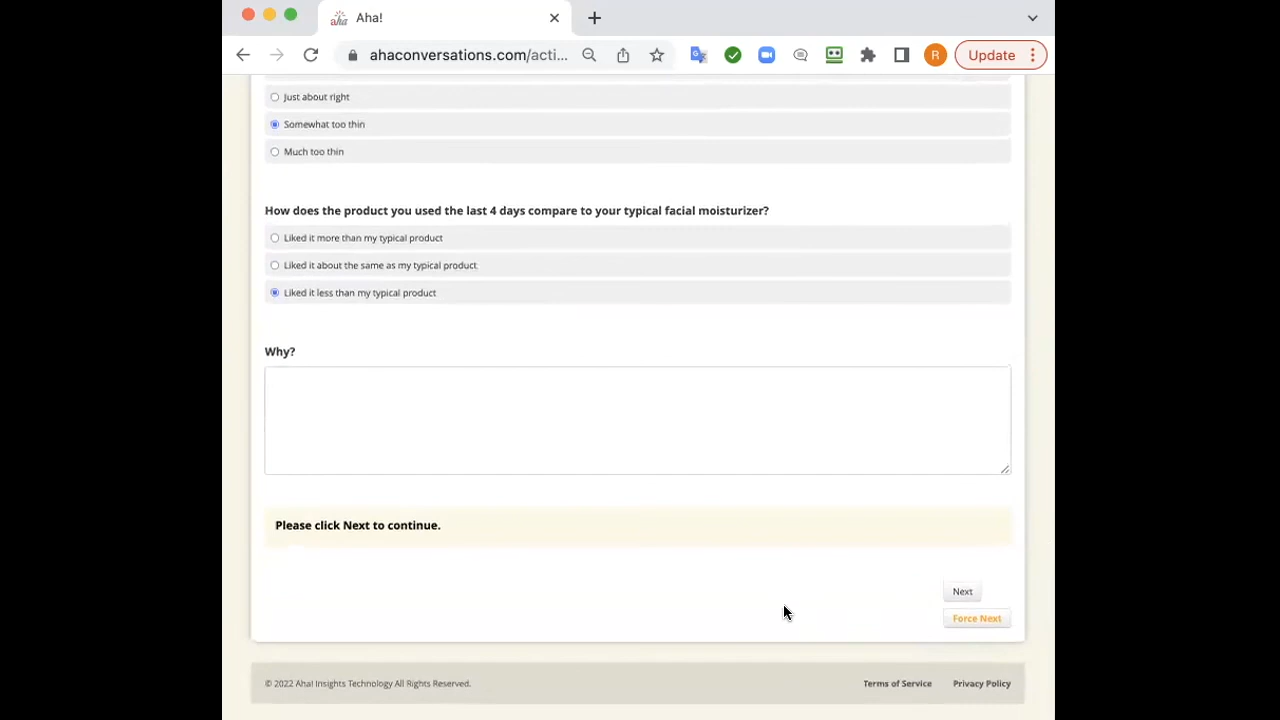 Aha!
ahaconversations.com/acti...
R
Update
Just about right
Somewhat too thin
Much too thin
How does the product you used the last 4 days compare to your typical facial moisturizer?
Liked it more than my typical product
Liked it about the same as my typical product
Liked it less than my typical product
Why?
Please click Next to continue.
Next
Force Next
© 2022 Aha! Insights Technology All Rights Reserved.
Terms of Service
Privacy Policy